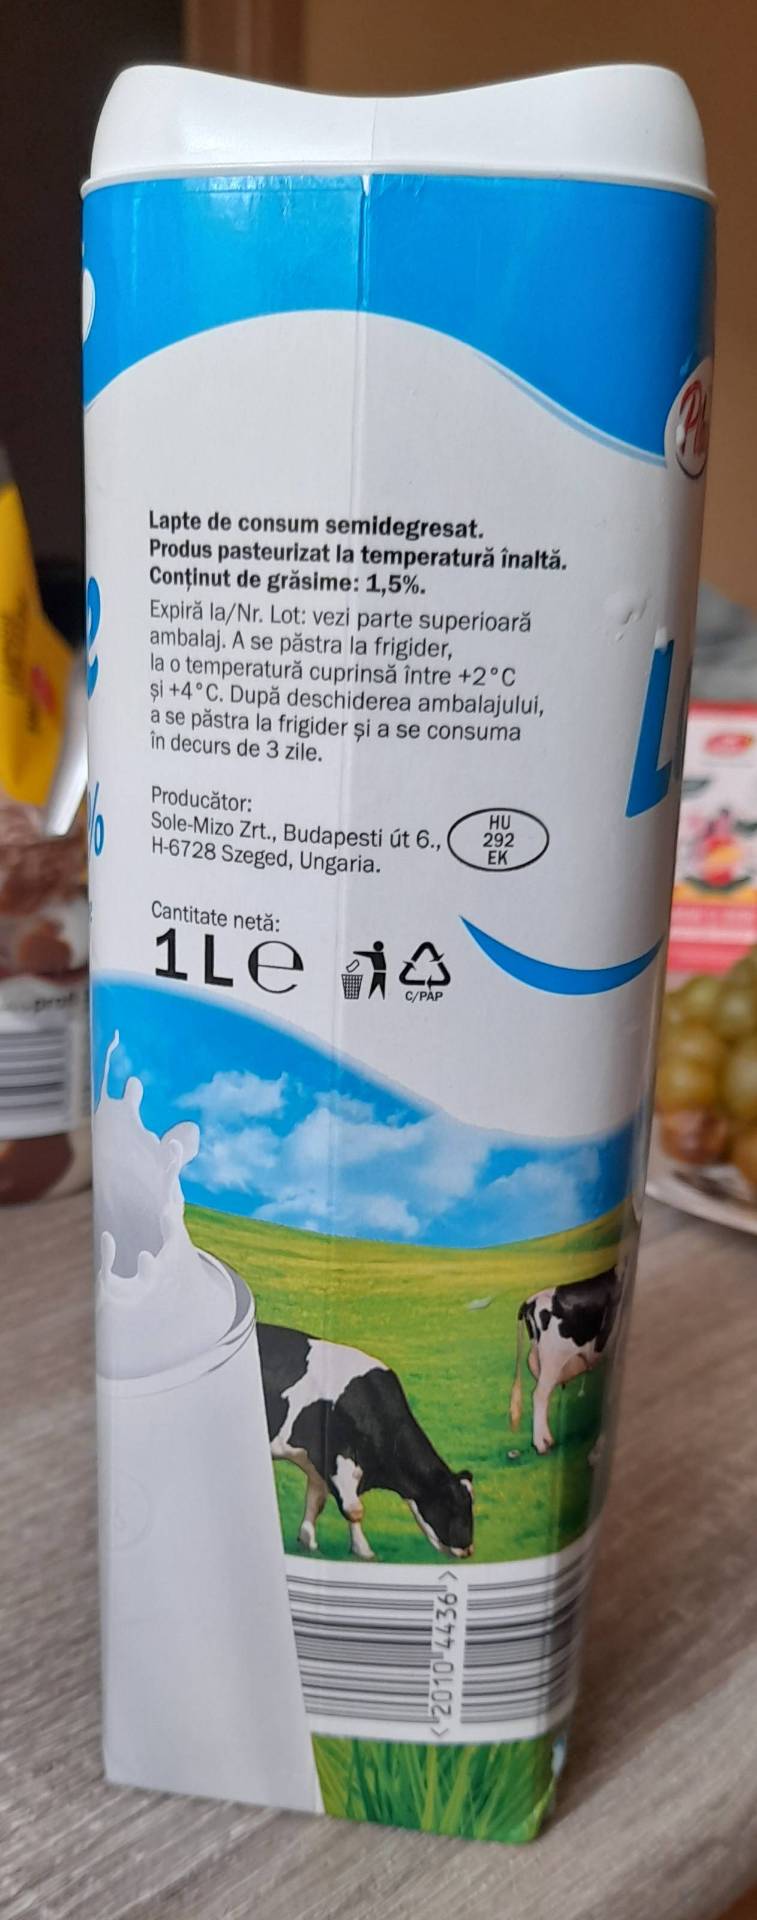 Lapte de consum semidegresat.
Produs pasteurizat la temperatură înaltă.
Conținut de grăsime: 1,5%.
Expiră la/Nr. Lot: vezi parte superioară
ambalaj. A se păstra la frigider,
la o temperatură cuprinsă între +2°C
și +4°C. După deschiderea ambalajului,
a se păstra la frigider și a se consuma
în decurs de 3 zile.
Producător:
Sole-Mizo Zrt., Budapesti út 6.,
H-6728 Szeged, Ungaria.
HU
292
EK
Cantitate netă:
1 L e
C/PAP
<2010 4436>